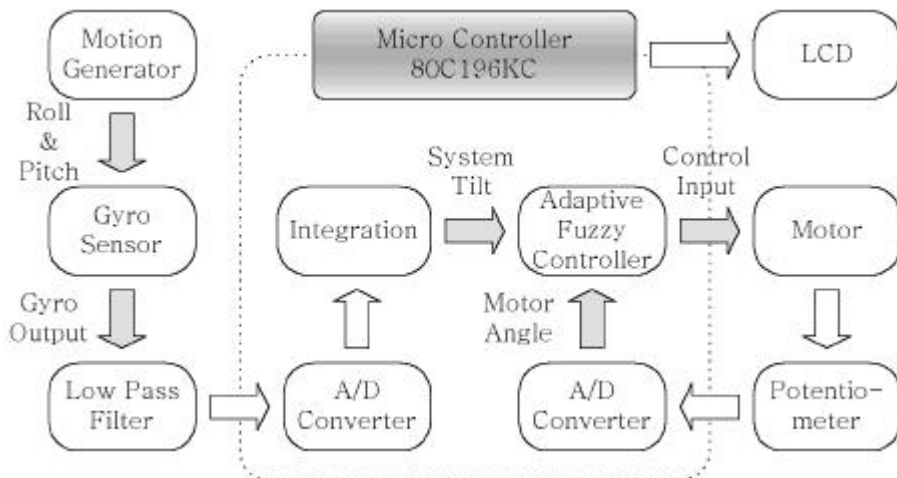 Motion
Generator
Micro Controller
80C196KC
LCD
Roll
&
Pitch
System
Tilt
Control
Input
Gyro
Sensor
Integration
Adaptive
Fuzzy
Controller
Motor
Gyro
Output
Motor
Angle
Low Pass
Filter
A/D
Converter
A/D
Converter
Potentio-
meter